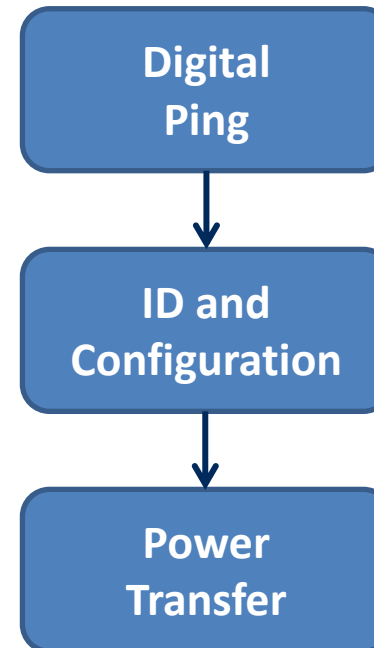 Digital
Ping
ID and
Configuration
Power
Transfer